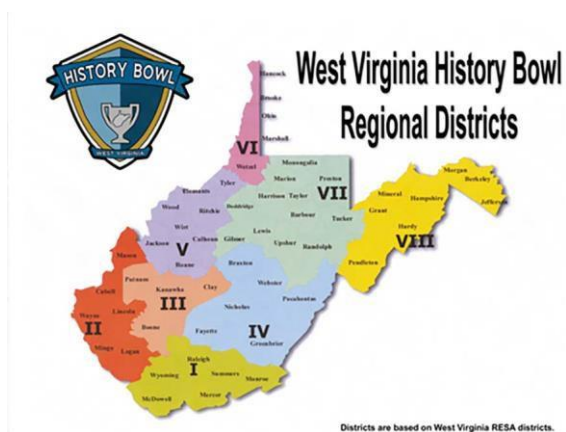 West Virginia History Bowl
Regional Districts
HISTORY BOWL
WEST VIRGINIA
Hancock
Brooke
Ohio
Marshall
VI
Wetzel
Monongalia
Marion
Preston
Tyler
Harrison
Taylor
VII
Doddridge
Barbour
Tucker
Lewis
Gilmer
Upshur
Randolph
Morgan
Berkeley
Jefferson
Mineral
Hampshire
Grant
Hardy
VIII
Pendleton
Pleasants
Wood
Ritchie
Wirt
Jackson
V
Calhoun
Roane
Mason
Putnam
Cabell
Kanawha
Clay
III
Wayne
Lincoln
II
Boone
Mingo
Logan
Braxton
Webster
Pocahontas
Nicholas
Fayette
IV
Greenbrier
Raleigh
I
Wyoming
Summers
Monroe
Mercer
McDowell
Districts are based on West Virginia RESA districts.